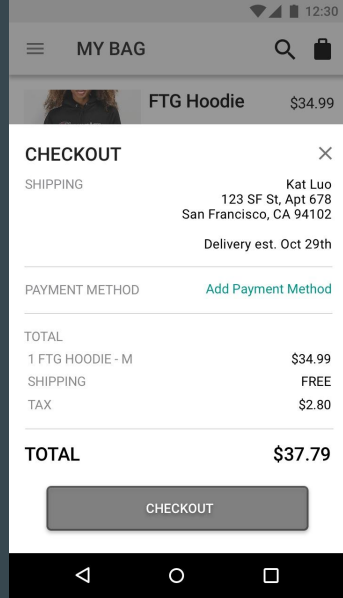 12:30
MY BAG
FTG Hoodie $34.99
CHECKOUT
SHIPPING Kat Luo
123 SF St, Apt 678
San Francisco, CA 94102
Delivery est. Oct 29th
PAYMENT METHOD Add Payment Method
TOTAL
1 FTG HOODIE - M $34.99
SHIPPING FREE
TAX $2.80
TOTAL $37.79
CHECKOUT